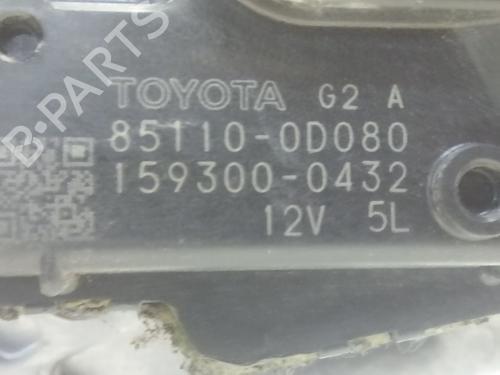 B-PARTS
TOYOTA G2 A
85110-0D080
159300-0432
12V 5L